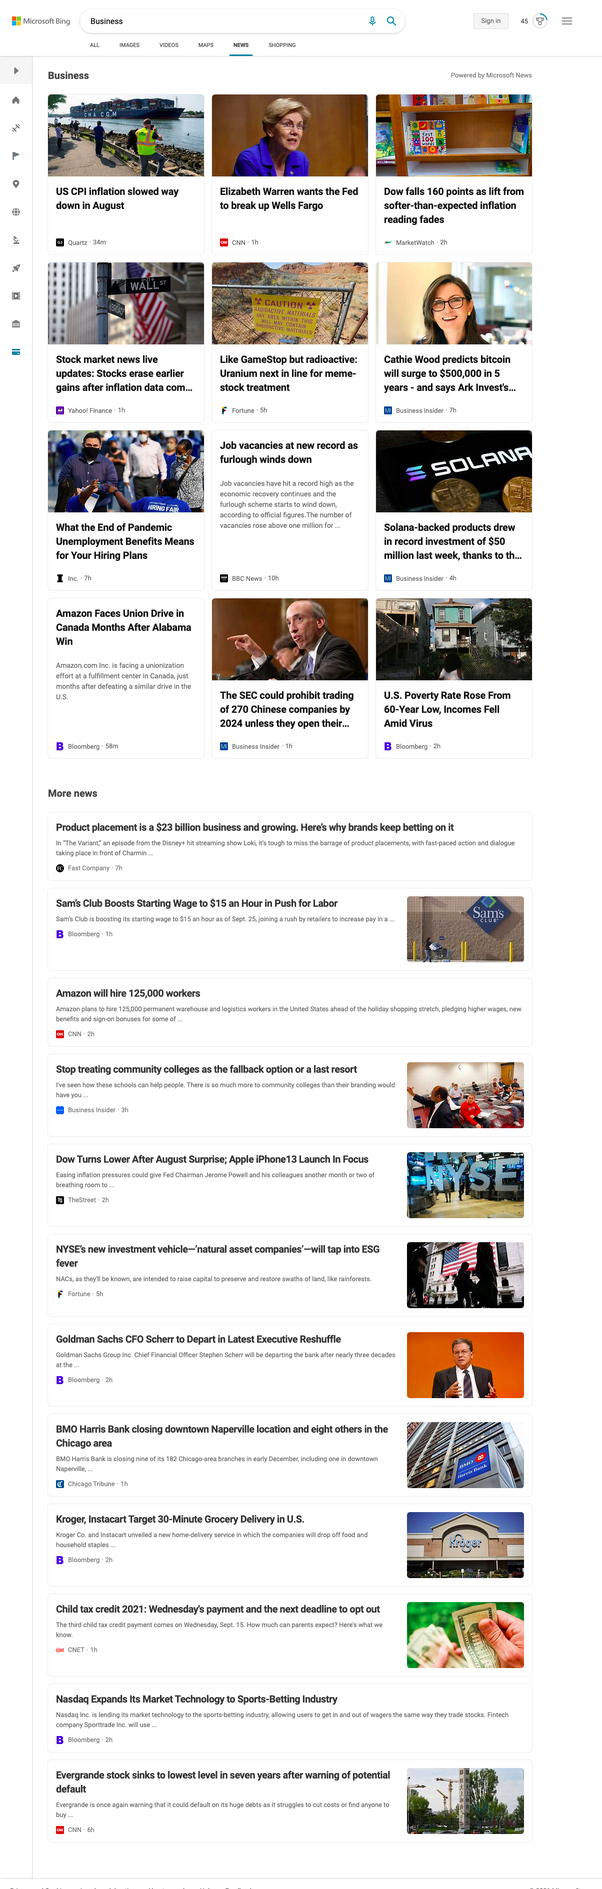 Microsoft Bing
Business
Sign in
45
ALL
IMAGES
VIDEOS
MAPS
NEWS
SHOPPING
Business
Powered by Microsoft News
CMA CGM
US CPI inflation slowed way
down in August
Quartz · 34m
Elizabeth Warren wants the Fed
to break up Wells Fargo
CNN · 1h
first
100
words
Dow falls 160 points as lift from
softer-than-expected inflation
reading fades
MarketWatch · 2h
WALL ST
Stock market news live
updates: Stocks erase earlier
gains after inflation data com...
Yahoo! Finance · 1h
CAUTION
RADIOACTIVE MATERIALS
Like GameStop but radioactive:
Uranium next in line for meme-
stock treatment
Fortune · 5h
Cathie Wood predicts bitcoin
will surge to $500,000 in 5
years - and says Ark Invest's...
Business Insider · 7h
HIRING FAIR
What the End of Pandemic
Unemployment Benefits Means
for Your Hiring Plans
Inc. · 7h
Job vacancies at new record as
furlough winds down
Job vacancies have hit a record high as the
economic recovery continues and the
furlough scheme starts to wind down,
according to official figures.The number of
vacancies rose above one million for ...
BBC News · 10h
SOLANA
Solana-backed products drew
in record investment of $50
million last week, thanks to th...
Business Insider · 4h
Amazon Faces Union Drive in
Canada Months After Alabama
Win
Amazon.com Inc. is facing a unionization
effort at a fulfillment center in Canada, just
months after defeating a similar drive in the
U.S.
Bloomberg · 58m
The SEC could prohibit trading
of 270 Chinese companies by
2024 unless they open their...
Business Insider · 1h
U.S. Poverty Rate Rose From
60-Year Low, Incomes Fell
Amid Virus
Bloomberg · 2h
More news
Product placement is a $23 billion business and growing. Here's why brands keep betting on it
In "The Variant," an episode from the Disney+ hit streaming show Loki, it's tough to miss the barrage of product placements, with fast-paced action and dialogue
taking place in front of Charmin ...
Fast Company · 7h
Sam's Club Boosts Starting Wage to $15 an Hour in Push for Labor
Sam's Club is boosting its starting wage to $15 an hour as of Sept. 25, joining a rush by retailers to increase pay in a ...
Bloomberg · 1h
Sam's
CLUB
Amazon will hire 125,000 workers
Amazon plans to hire 125,000 permanent warehouse and logistics workers in the United States ahead of the holiday shopping stretch, pledging higher wages, new
benefits and sign-on bonuses for some of ...
CNN · 2h
Stop treating community colleges as the fallback option or a last resort
I've seen how these schools can help people. There is so much more to community colleges than their branding would
have you ...
Business Insider · 3h
Dow Turns Lower After August Surprise; Apple iPhone13 Launch In Focus
Easing inflation pressures could give Fed Chairman Jerome Powell and his colleagues another month or two of
breathing room to ...
TheStreet · 2h
NYSE
NYSE's new investment vehicle—'natural asset companies'—will tap into ESG
fever
NACs, as they'll be known, are intended to raise capital to preserve and restore swaths of land, like rainforests.
Fortune · 5h
Goldman Sachs CFO Scherr to Depart in Latest Executive Reshuffle
Goldman Sachs Group Inc. Chief Financial Officer Stephen Scherr will be departing the bank after nearly three decades
at the ...
Bloomberg · 2h
BMO Harris Bank closing downtown Naperville location and eight others in the
Chicago area
BMO Harris Bank is closing nine of its 182 Chicago-area branches in early December, including one in downtown
Naperville, ...
Chicago Tribune · 1h
BMO
Harris Bank
Kroger, Instacart Target 30-Minute Grocery Delivery in U.S.
Kroger Co. and Instacart unveiled a new home-delivery service in which the companies will drop off food and
household staples ...
Bloomberg · 2h
Kroger
Child tax credit 2021: Wednesday's payment and the next deadline to opt out
The third child tax credit payment comes on Wednesday, Sept. 15. How much can parents expect? Here's what we
know.
CNET · 1h
Nasdaq Expands Its Market Technology to Sports-Betting Industry
Nasdaq Inc. is lending its market technology to the sports-betting industry, allowing users to get in and out of wagers the same way they trade stocks. Fintech
company Sporttrade Inc. will use ...
Bloomberg · 2h
Evergrande stock sinks to lowest level in seven years after warning of potential
default
Evergrande is once again warning that it could default on its huge debts as it struggles to cut costs or find anyone to
buy ...
CNN · 6h